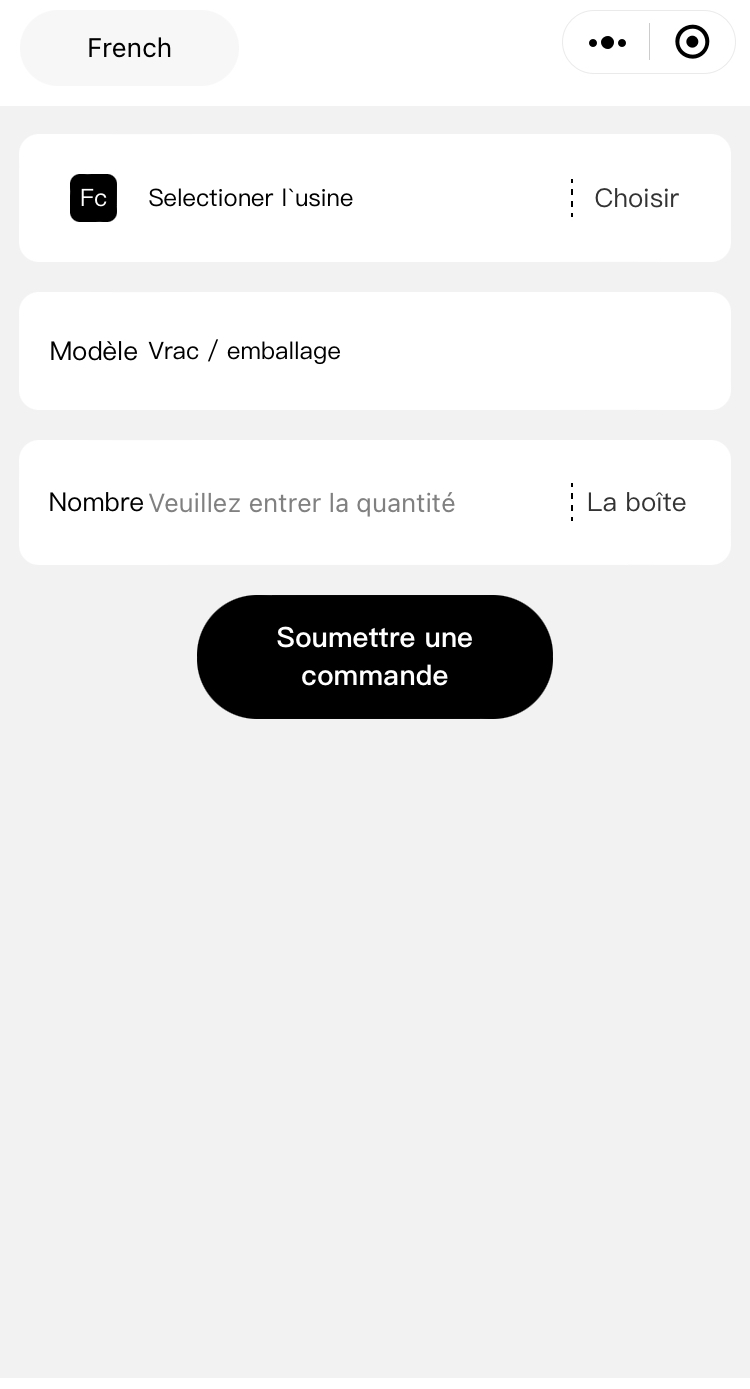 French
Fc Selectioner l`usine Choisir
Modèle Vrac / emballage
Nombre Veuillez entrer la quantité La boîte
Soumettre une
commande